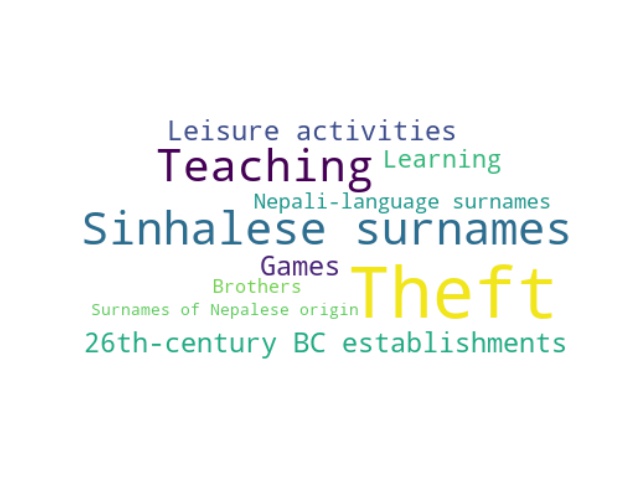 Leisure activities
Teaching
Learning
Nepali-language surnames
Sinhalese surnames
Games
Brothers
Theft
Surnames of Nepalese origin
26th-century BC establishments